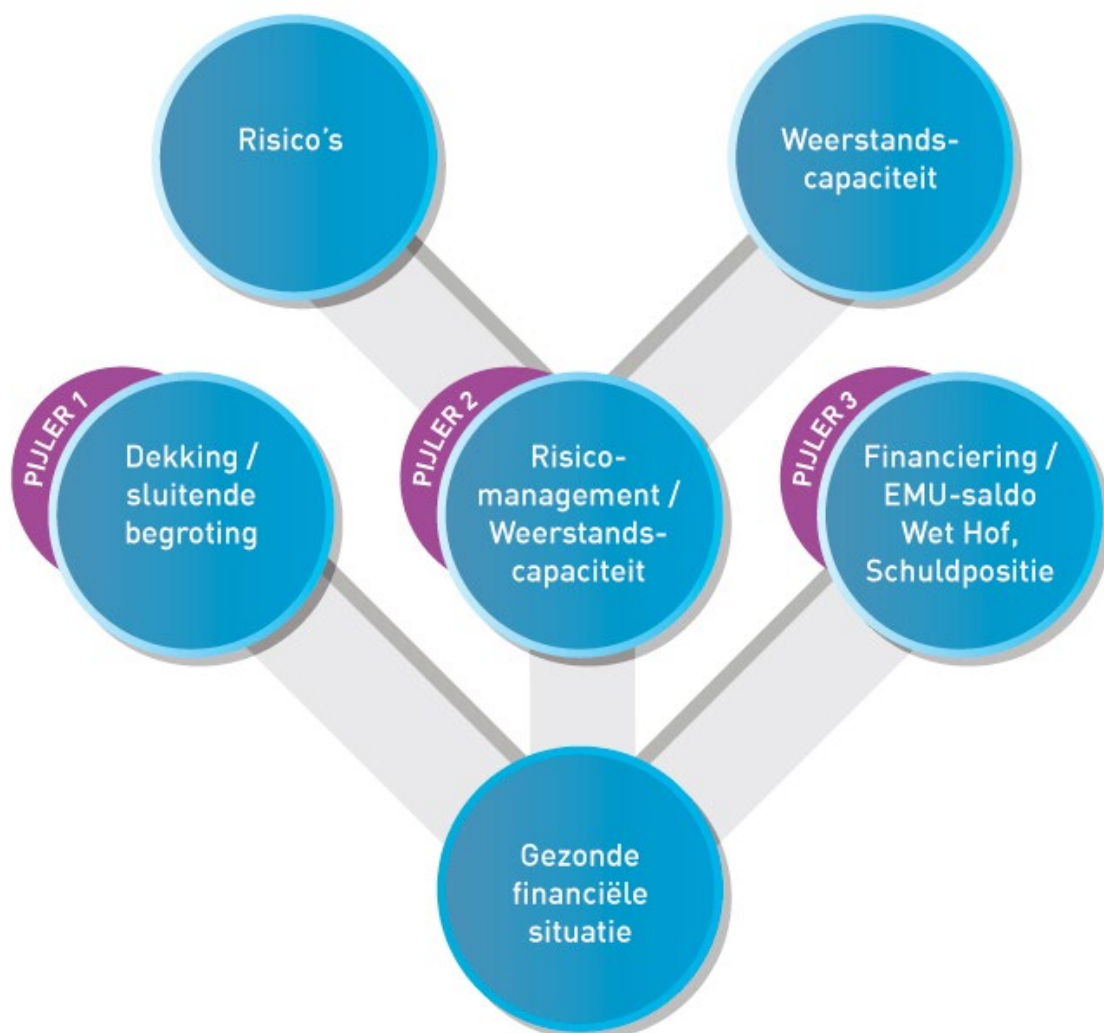 Risico's
Weerstands-
capaciteit
PIJLER 1
Dekking /
sluitende
begroting
PIJLER 2
Risico-
management /
Weerstands-
capaciteit
PIJLER 3
Financiering /
EMU-saldo
Wet Hof,
Schuldpositie
Gezonde
financiële
situatie